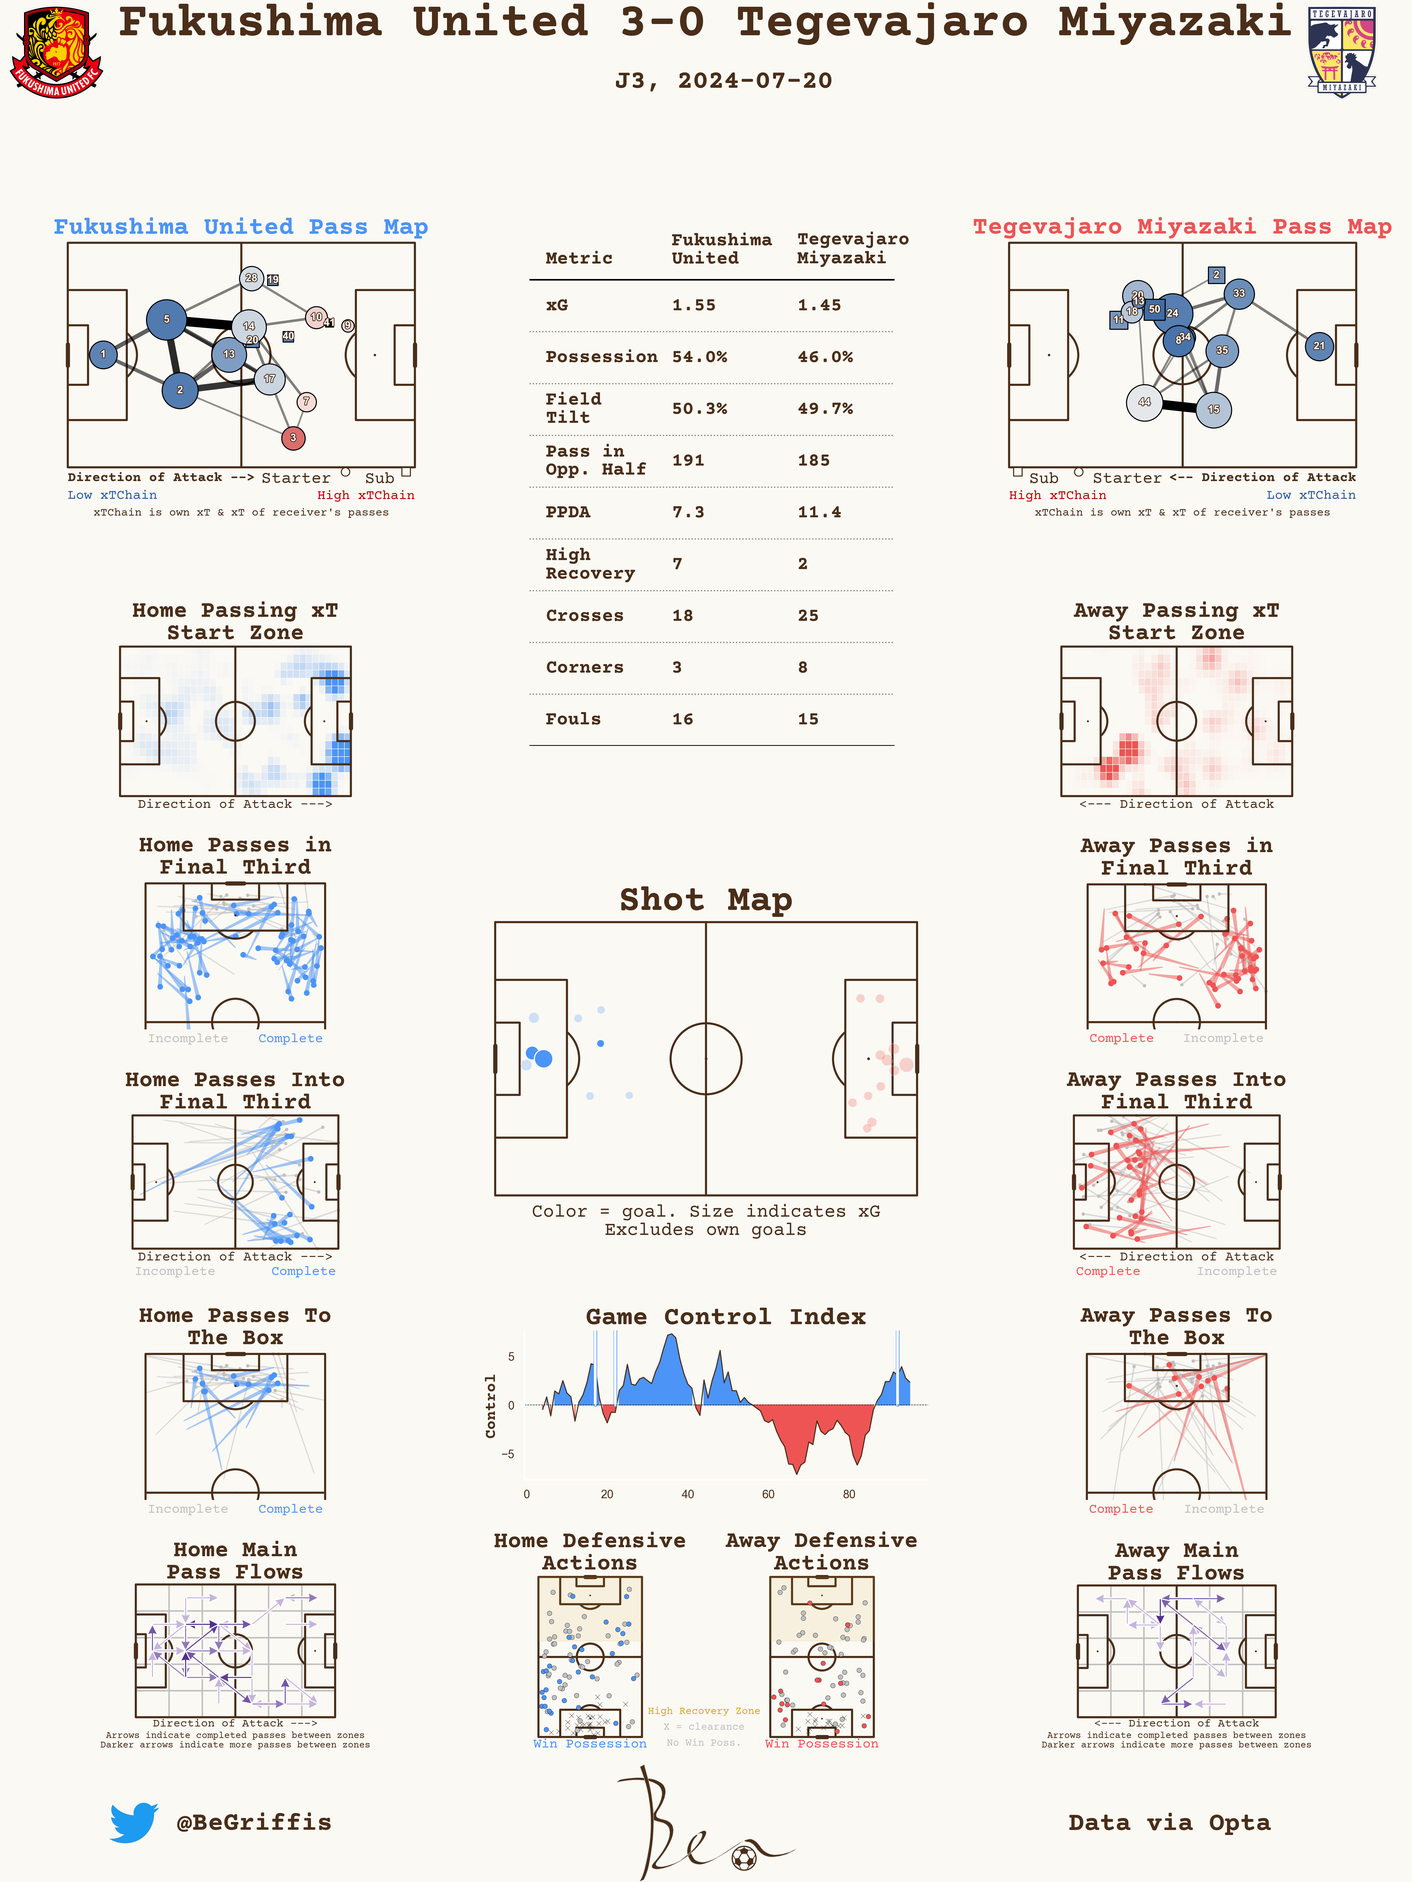 Fukushima United 3-0 Tegevajaro Miyazaki
J3, 2024-07-20
FUKUSHIMA UNITED FC
TEGEVAJARO
MIYAZAKI
Fukushima United Pass Map
28
19
5
10
41
9
14
40
20
1
13
17
2
7
3
Direction of Attack --> Starter Sub
Low xTChain High xTChain
xTChain is own xT & xT of receiver's passes
Metric Fukushima United Tegevajaro Miyazaki
xG 1.55 1.45
Possession 54.0% 46.0%
Field Tilt 50.3% 49.7%
Pass in Opp. Half 191 185
PPDA 7.3 11.4
High Recovery 7 2
Crosses 18 25
Corners 3 8
Fouls 16 15
Tegevajaro Miyazaki Pass Map
2
20
33
13
18
50
24
11
34
8
35
21
44
15
Sub Starter <-- Direction of Attack
High xTChain Low xTChain
xTChain is own xT & xT of receiver's passes
Home Passing xT
Start Zone
Direction of Attack --->
Away Passing xT
Start Zone
<--- Direction of Attack
Home Passes in
Final Third
Incomplete Complete
Away Passes in
Final Third
Complete Incomplete
Shot Map
Color = goal. Size indicates xG
Excludes own goals
Home Passes Into
Final Third
Direction of Attack --->
Incomplete Complete
Away Passes Into
Final Third
<--- Direction of Attack
Complete Incomplete
Home Passes To
The Box
Incomplete Complete
Game Control Index
Control
5
0
−5
0 20 40 60 80
Away Passes To
The Box
Complete Incomplete
Home Main
Pass Flows
Direction of Attack --->
Arrows indicate completed passes between zones
Darker arrows indicate more passes between zones
Home Defensive
Actions
Win Possession
Away Defensive
Actions
Win Possession
High Recovery Zone
X = clearance
No Win Poss.
Away Main
Pass Flows
<--- Direction of Attack
Arrows indicate completed passes between zones
Darker arrows indicate more passes between zones
@BeGriffis
Ben
Data via Opta